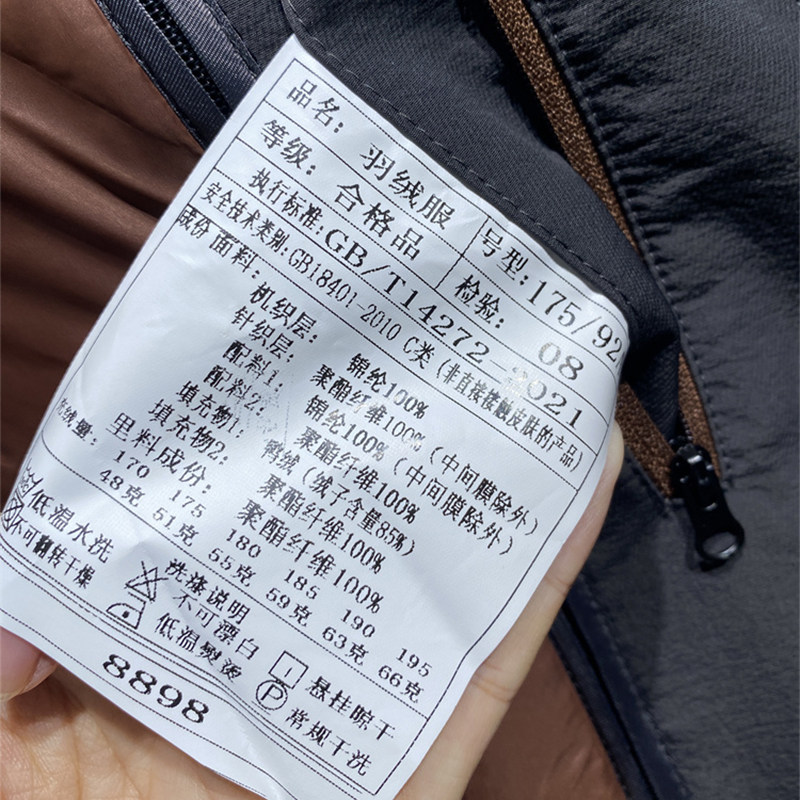 品名: 羽绒服 号型: 175/92
等级: 合格品 检验: 08
执行标准: GB/T14272-2021
安全技术类别: GB18401-2010 C类 (非直接接触皮肤的产品)
成份 面料:
机织层: 锦纶100%
针织层: 聚酯纤维100% (中间膜除外)
配料1: 锦纶100%
配料2: 聚酯纤维100% (中间膜除外)
填充物1: 鸭绒 (绒子含量85%)
填充物2: 聚酯纤维100%
里料成份: 聚酯纤维100%
充绒量: 170 175 180 185 190 195
48克 51克 55克 59克 63克 66克
洗涤说明
低温水洗 不可漂白 悬挂晾干
不可翻转干燥 低温熨烫 P 常规干洗
8898